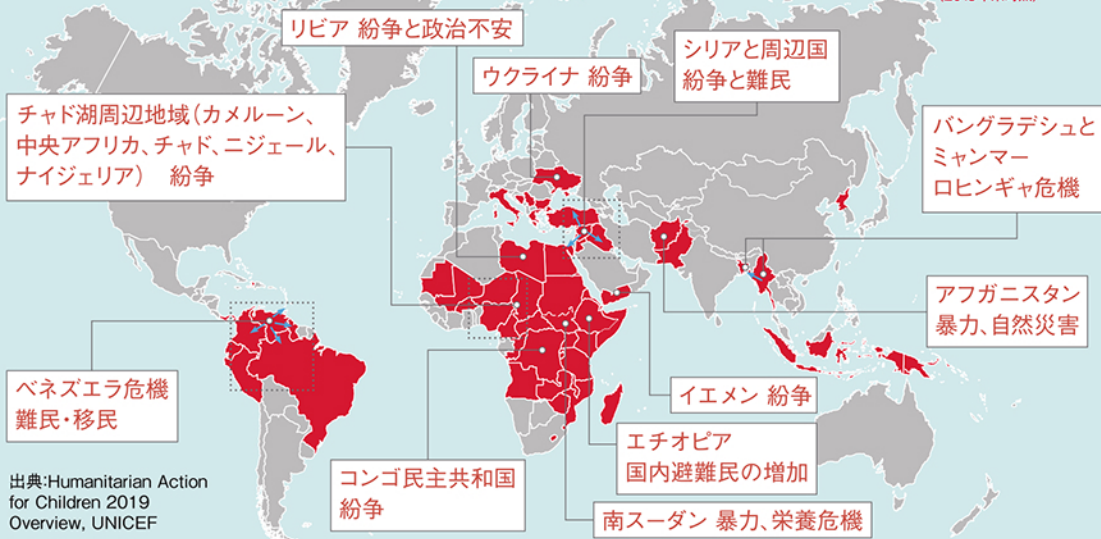 リビア 紛争と政治不安
ウクライナ 紛争
シリアと周辺国
紛争と難民
チャド湖周辺地域(カメルーン、
中央アフリカ、チャド、ニジェール、
ナイジェリア) 紛争
バングラデシュと
ミャンマー
ロヒンギャ危機
アフガニスタン
暴力、自然災害
ベネズエラ危機
難民・移民
イエメン 紛争
エチオピア
国内避難民の増加
コンゴ民主共和国
紛争
南スーダン 暴力、栄養危機
出典:Humanitarian Action
for Children 2019
Overview, UNICEF